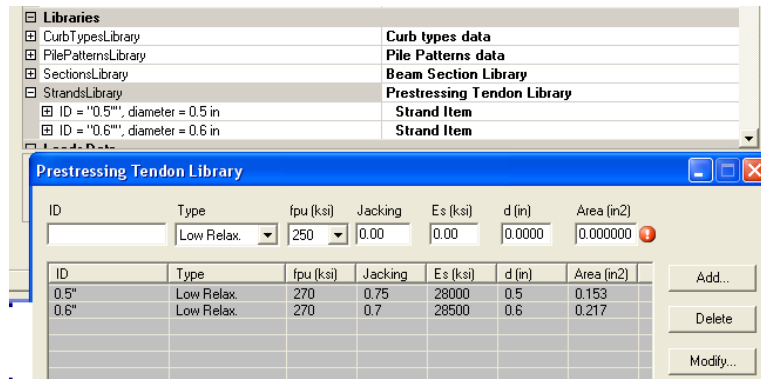 Libraries
CurbTypesLibrary Curb types data
PilePatternsLibrary Pile Patterns data
SectionsLibrary Beam Section Library
StrandsLibrary Prestressing Tendon Library
ID = "0.5"", diameter = 0.5 in Strand Item
ID = "0.6"", diameter = 0.6 in Strand Item
Loads Data
Prestressing Tendon Library
ID Type fpu (ksi) Jacking Es (ksi) d (in) Area (in2)
Low Relax. 250 0.00 0.00 0.0000 0.000000
ID Type fpu (ksi) Jacking Es (ksi) d (in) Area (in2)
0.5" Low Relax. 270 0.75 28000 0.5 0.153
0.6" Low Relax. 270 0.7 28500 0.6 0.217
Add...
Delete
Modify...